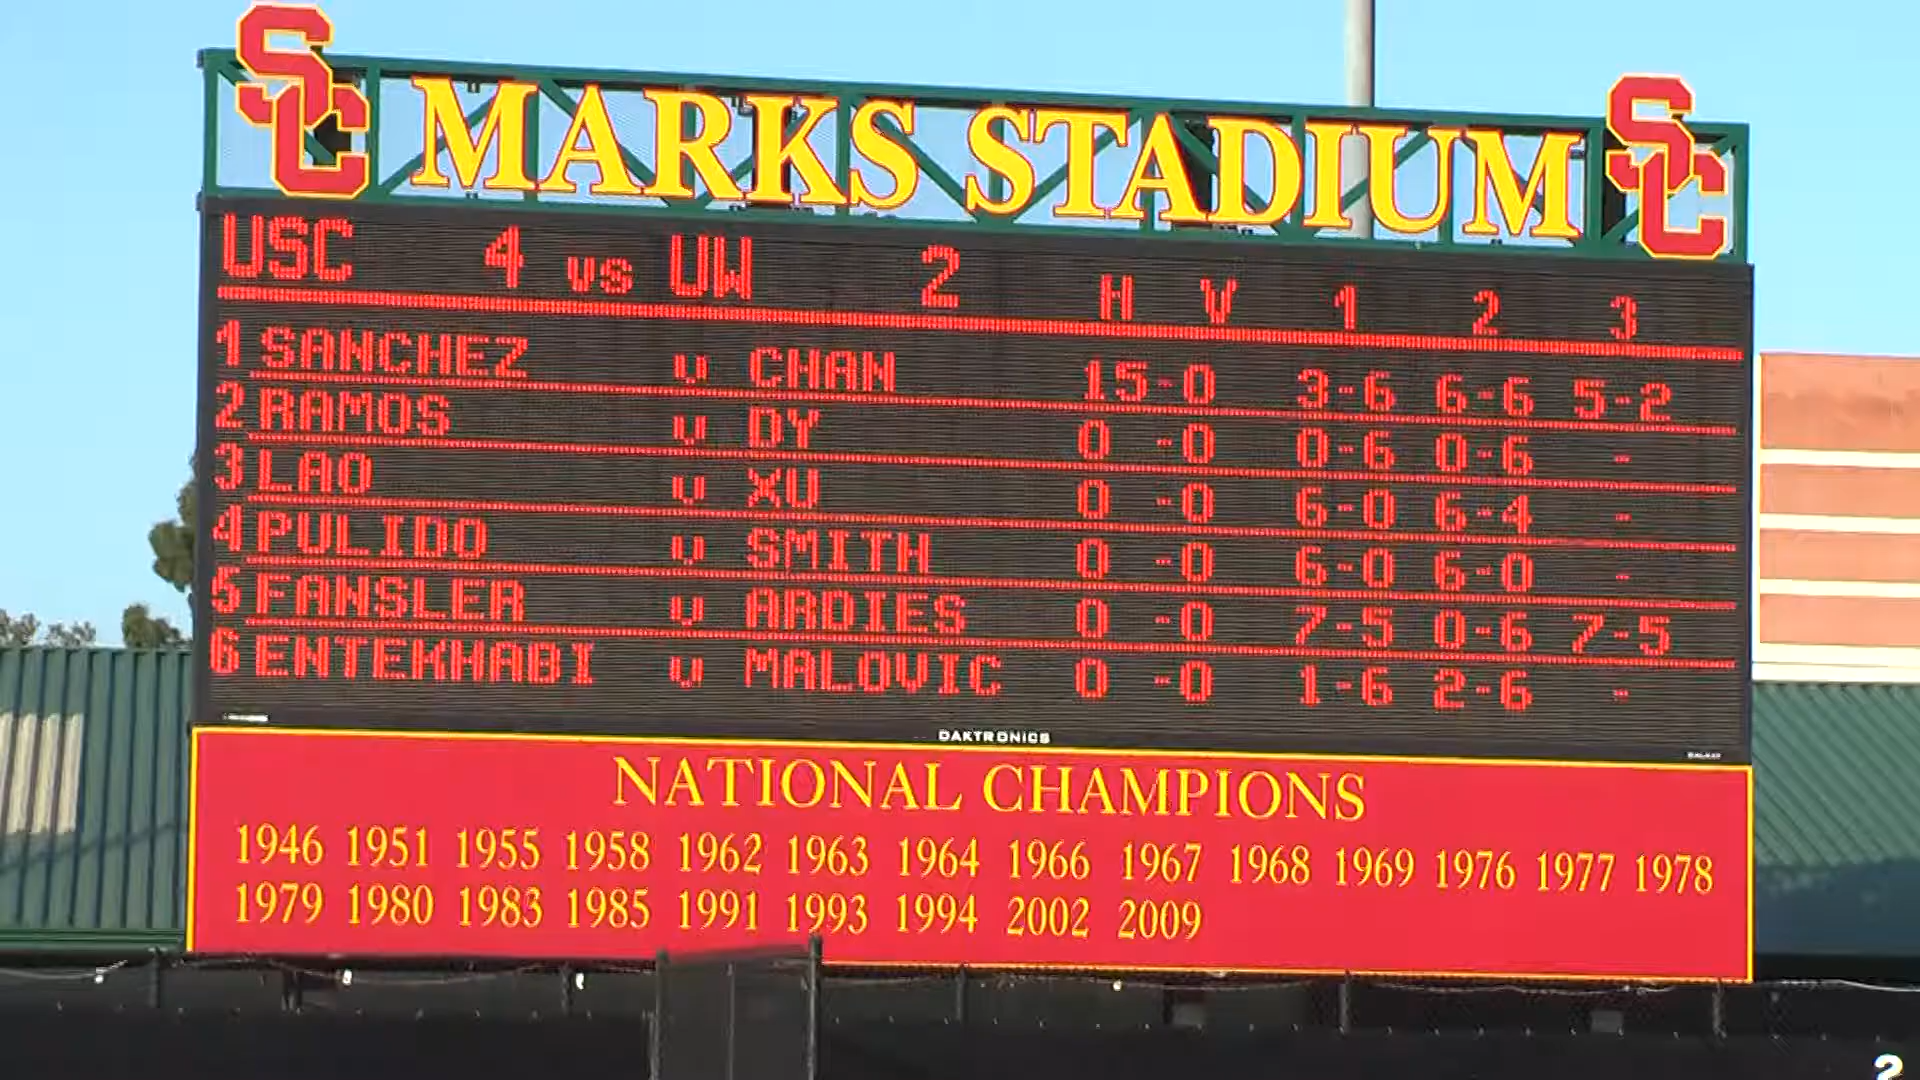 SC MARKS STADIUM SC
USC 4 vs UW 2 H V 1 2 3
1 SANCHEZ v CHAN 15-0 3-6 6-6 5-2
2 RAMOS v DY 0 -0 0-6 0-6 -
3 LAO v XU 0 -0 6-0 6-4 -
4 PULIDO v SMITH 0 -0 6-0 6-0 -
5 FANSLER v ARDIES 0 -0 7-5 0-6 7-5
6 ENTEKHABI v MALOVIC 0 -0 1-6 2-6 -
DAKTRONICS
NATIONAL CHAMPIONS
1946 1951 1955 1958 1962 1963 1964 1966 1967 1968 1969 1976 1977 1978
1979 1980 1983 1985 1991 1993 1994 2002 2009
2